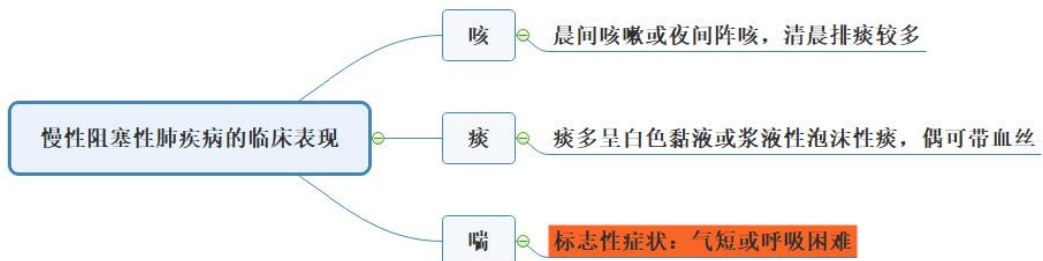 咳
晨间咳嗽或夜间阵咳，清晨排痰较多
慢性阻塞性肺疾病的临床表现
痰
痰多呈白色黏液或浆液性泡沫性痰，偶可带血丝
喘
标志性症状：气短或呼吸困难